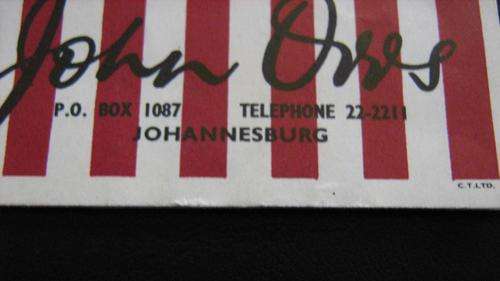 John Orrs
P.O. BOX 1087 TELEPHONE 22-2211
JOHANNESBURG
C.T.LTD.